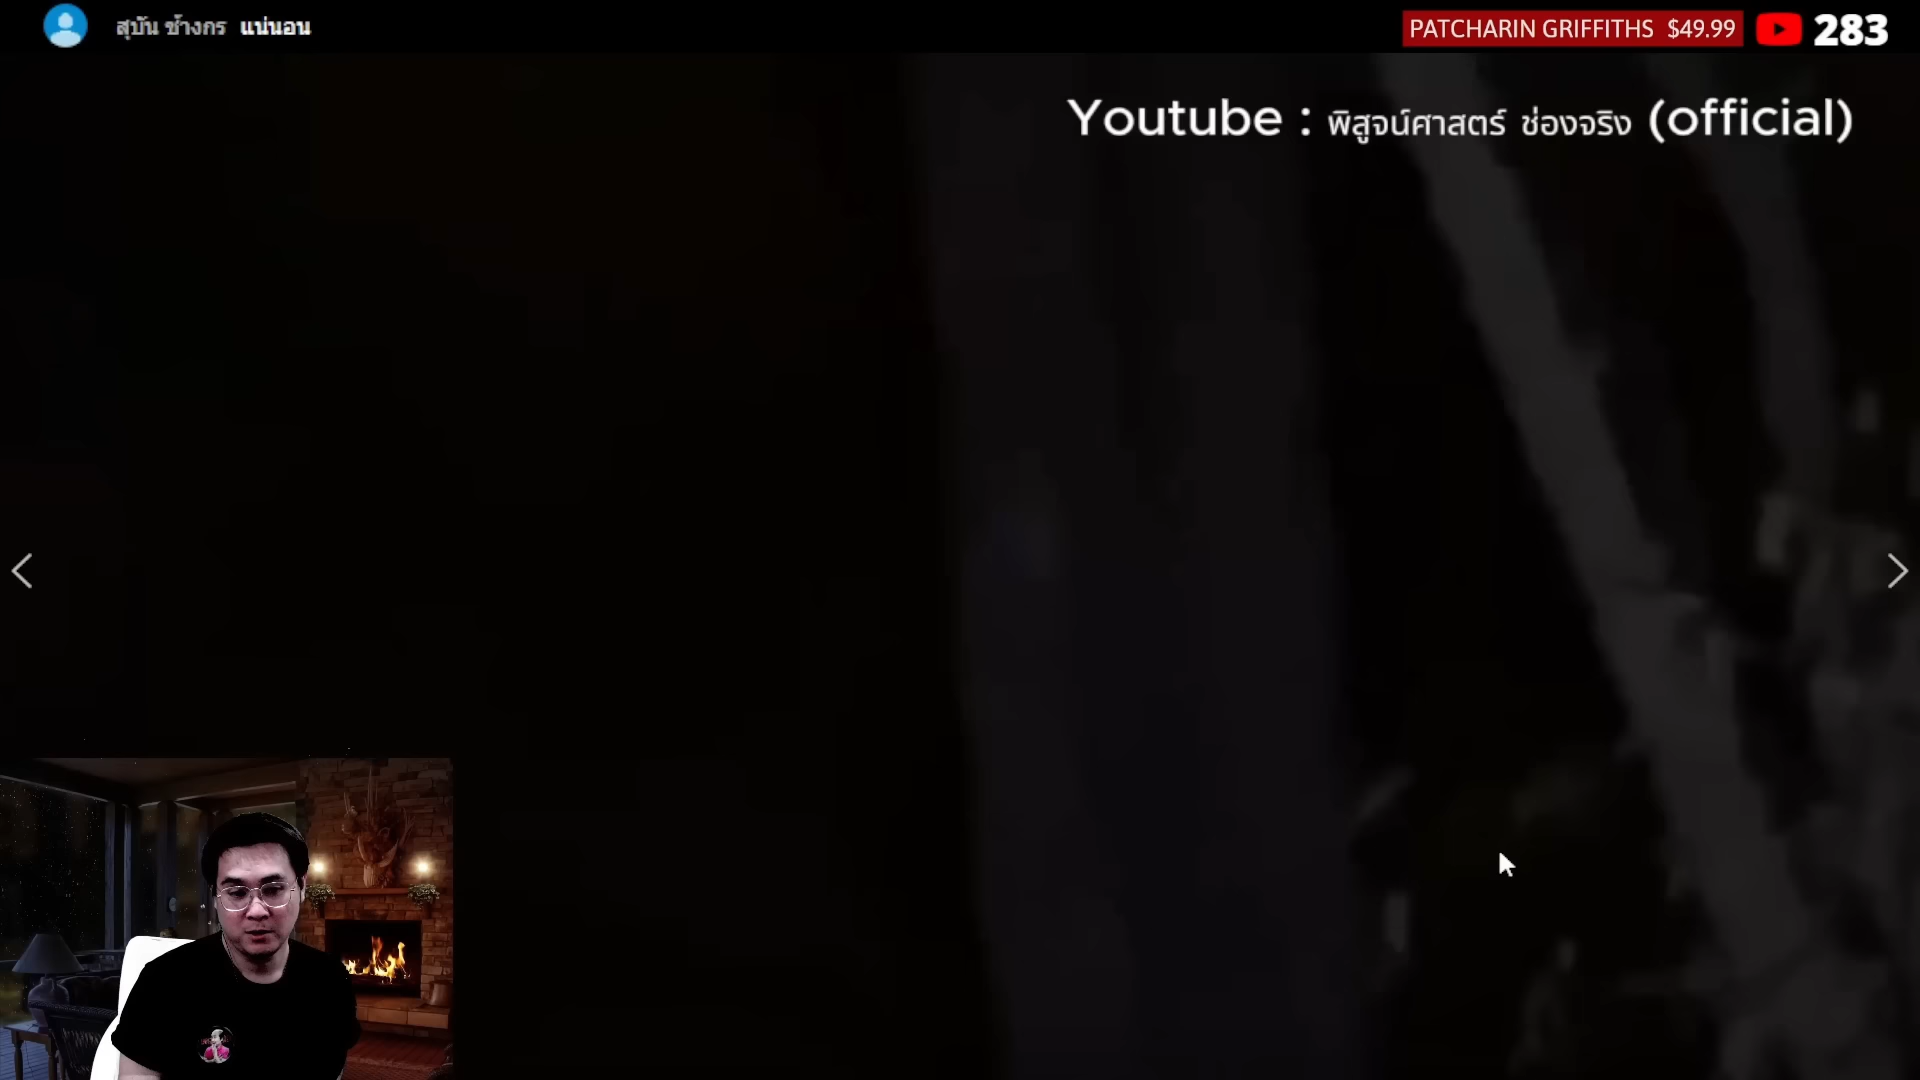 สุบัน ช้างกร แน่นอน
PATCHARIN GRIFFITHS $49.99
283
Youtube : พิสูจน์ศาสตร์ ช่องจริง (official)